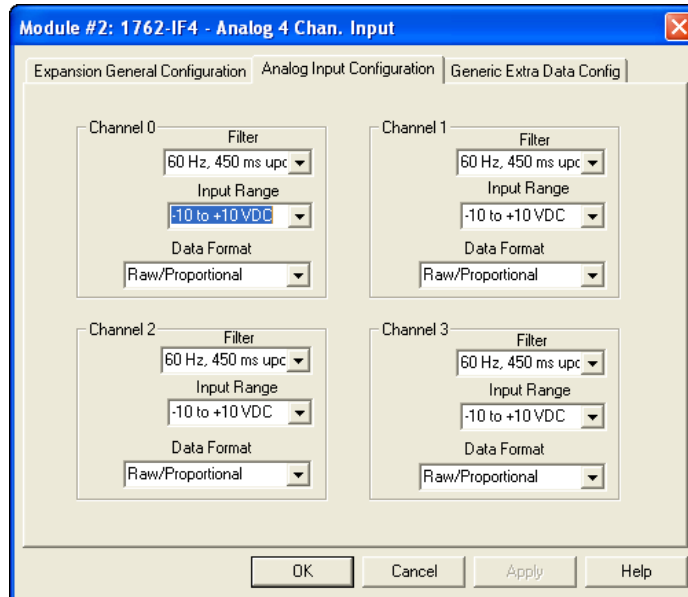 Module #2: 1762-IF4 - Analog 4 Chan. Input
Expansion General Configuration
Analog Input Configuration
Generic Extra Data Config
Channel 0
Filter
60 Hz, 450 ms upc
Input Range
-10 to +10 VDC
Data Format
Raw/Proportional
Channel 1
Filter
60 Hz, 450 ms upc
Input Range
-10 to +10 VDC
Data Format
Raw/Proportional
Channel 2
Filter
60 Hz, 450 ms upc
Input Range
-10 to +10 VDC
Data Format
Raw/Proportional
Channel 3
Filter
60 Hz, 450 ms upc
Input Range
-10 to +10 VDC
Data Format
Raw/Proportional
OK
Cancel
Apply
Help